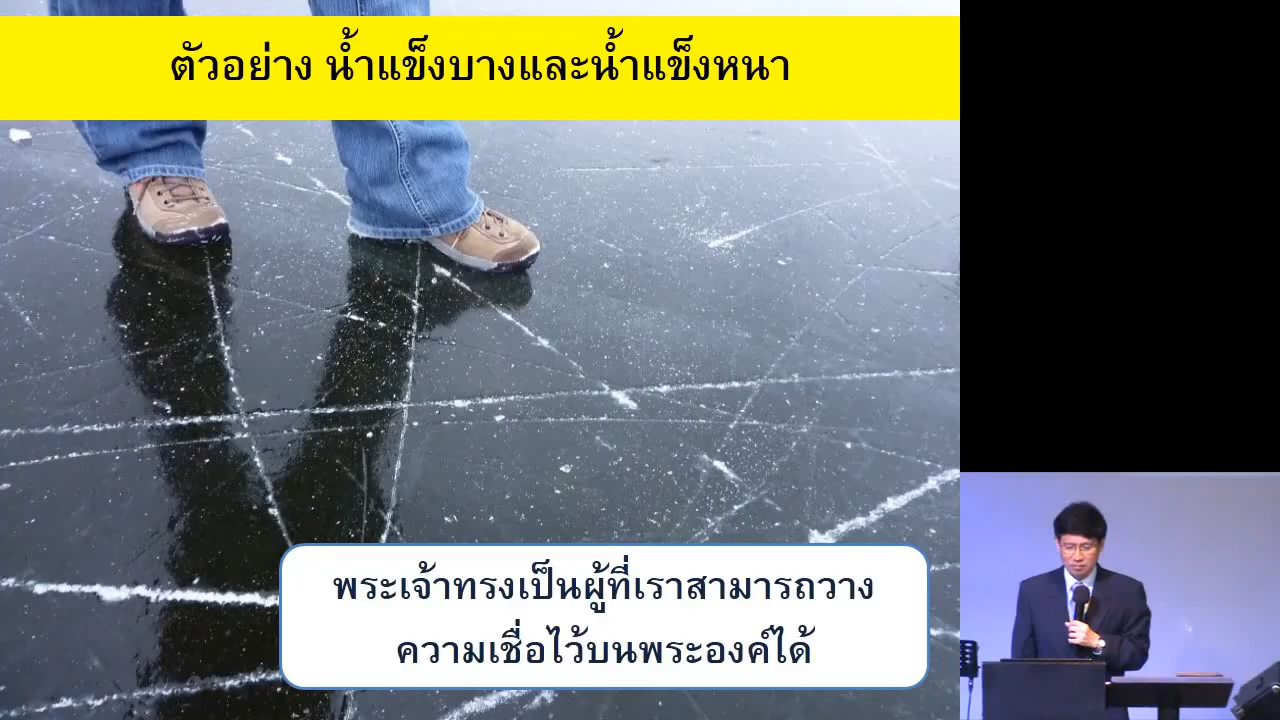 ตัวอย่าง น้ำแข็งบางและน้ำแข็งหนา
พระเจ้าทรงเป็นผู้ที่เราสามารถวาง
ความเชื่อไว้บนพระองค์ได้